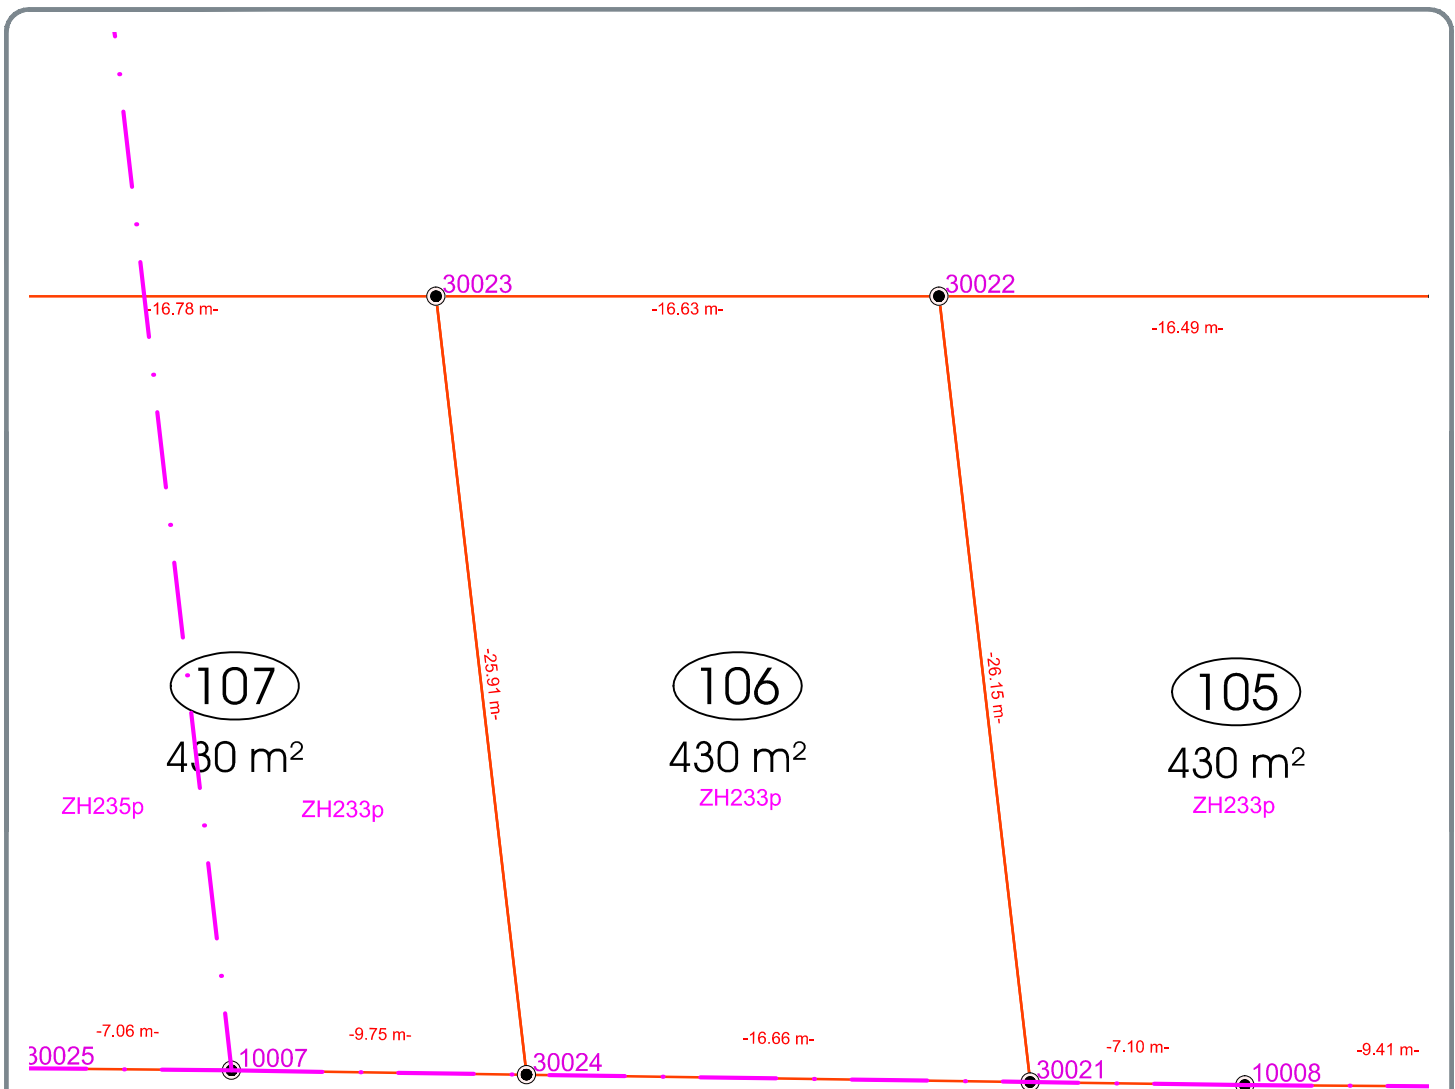 30023
30022
-16.78 m-
-16.63 m-
-16.49 m-
-25.91 m-
-26.15 m-
107
106
105
430 m²
430 m²
430 m²
ZH235p
ZH233p
ZH233p
ZH233p
-7.06 m-
-9.75 m-
-16.66 m-
-7.10 m-
-9.41 m-
30025
10007
30024
30021
10008